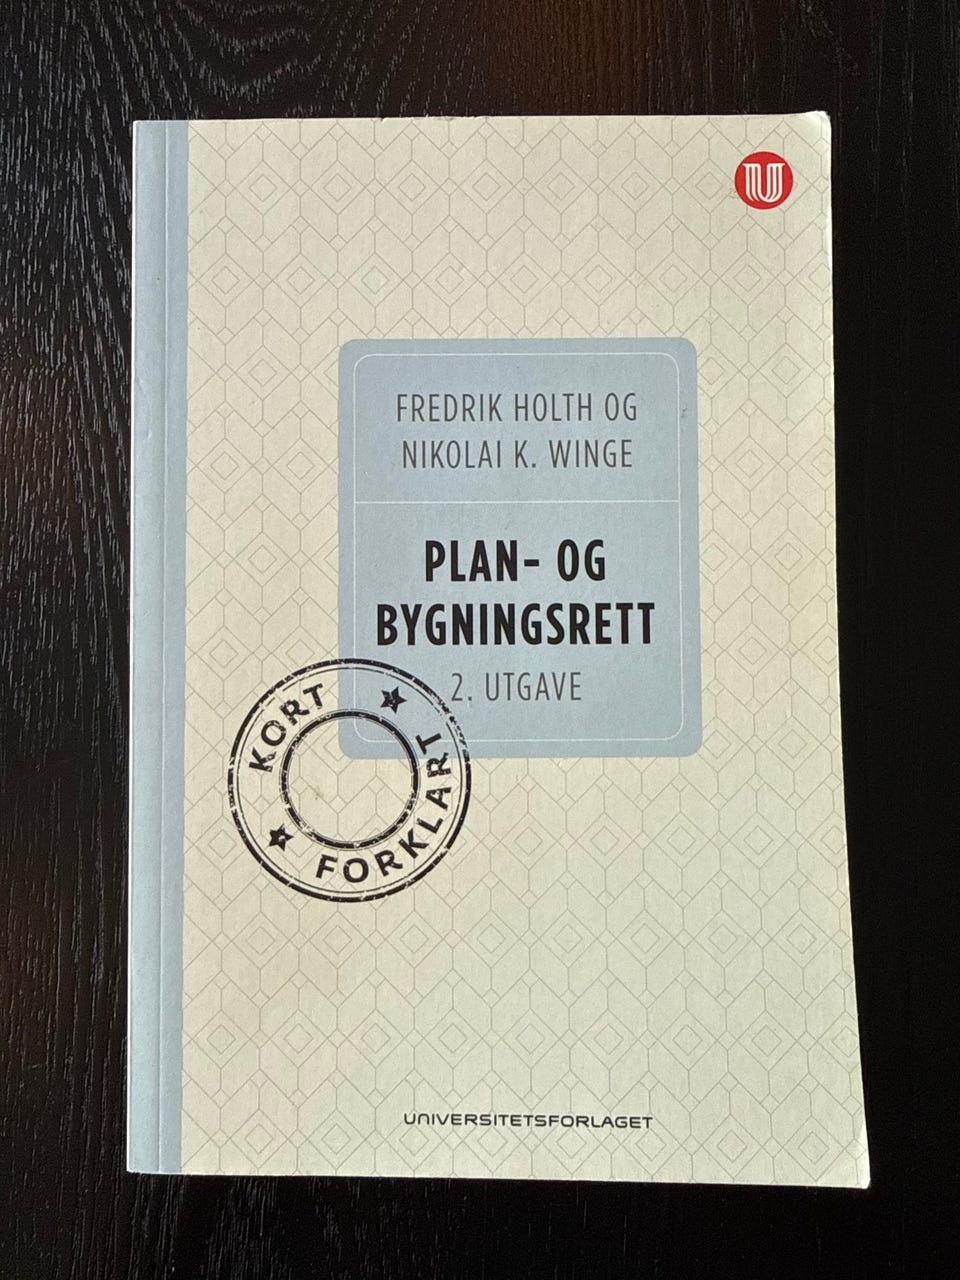 U
FREDRIK HOLTH OG
NIKOLAI K. WINGE
PLAN- OG
BYGNINGSRETT
2. UTGAVE
KORT
FORKLART
UNIVERSITETSFORLAGET